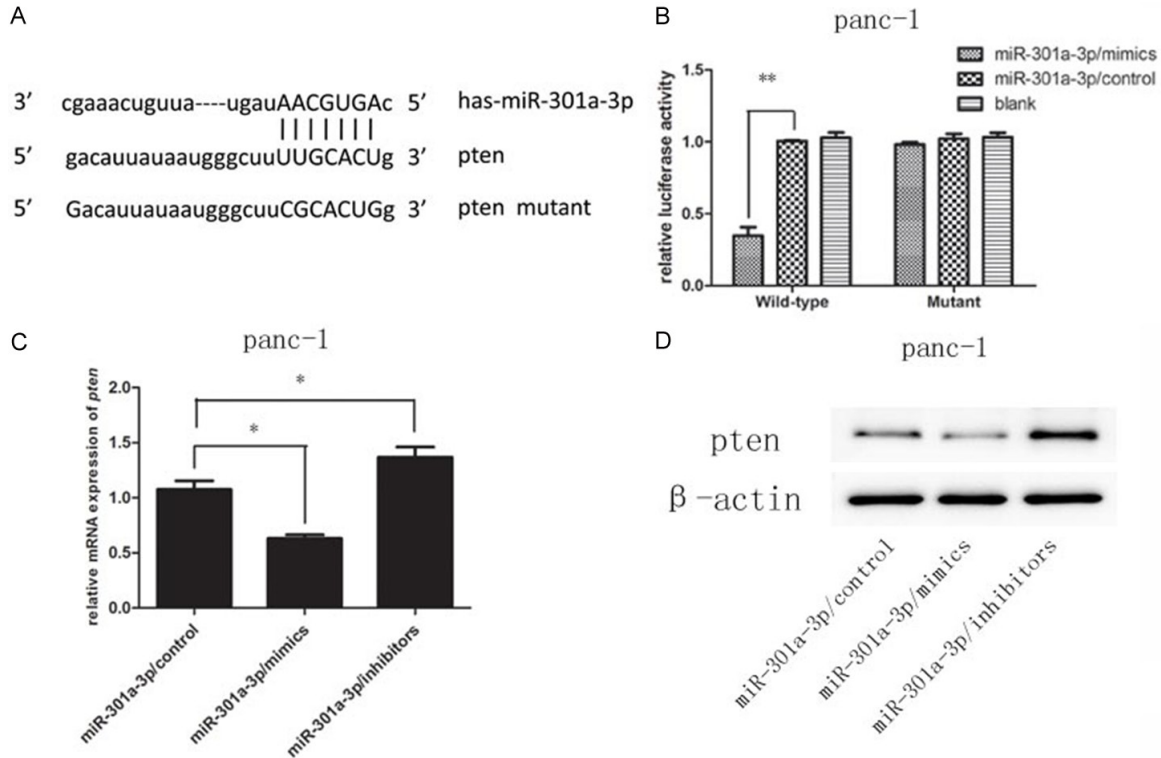 A
3′ cgaaacuguua----ugauAACGUGAc 5′ has-miR-301a-3p
5′ gacauuauaaugggcuuUUGCACUg 3′ pten
5′ Gacauuauaaugggcuu​CGCACUGg 3′ pten mutant
B
panc-1
miR-301a-3p/mimics
miR-301a-3p/control
blank
relative luciferase activity
1.5
1.0
0.5
0.0
**
Wild-type
Mutant
C
panc-1
relative mRNA expression of pten
2.0
1.5
1.0
0.5
0.0
*
*
miR-301a-3p/control
miR-301a-3p/mimics
miR-301a-3p/inhibitors
D
panc-1
pten
β-actin
miR-301a-3p/control
miR-301a-3p/mimics
miR-301a-3p/inhibitors